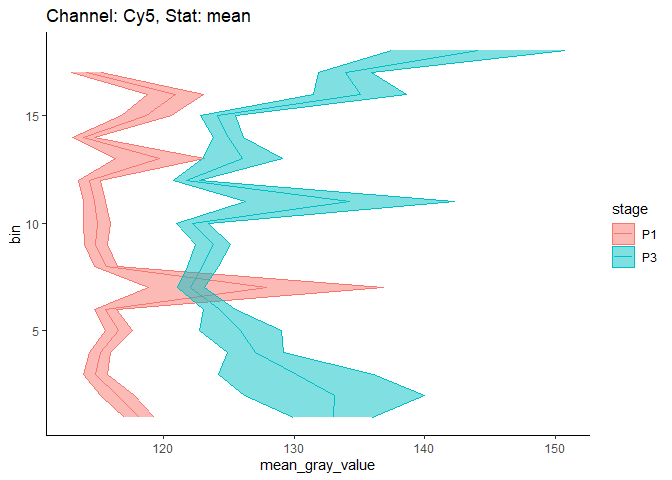 Channel: Cy5, Stat: mean
15
10
5
bin
120
130
140
150
mean_gray_value
stage
P1
P3